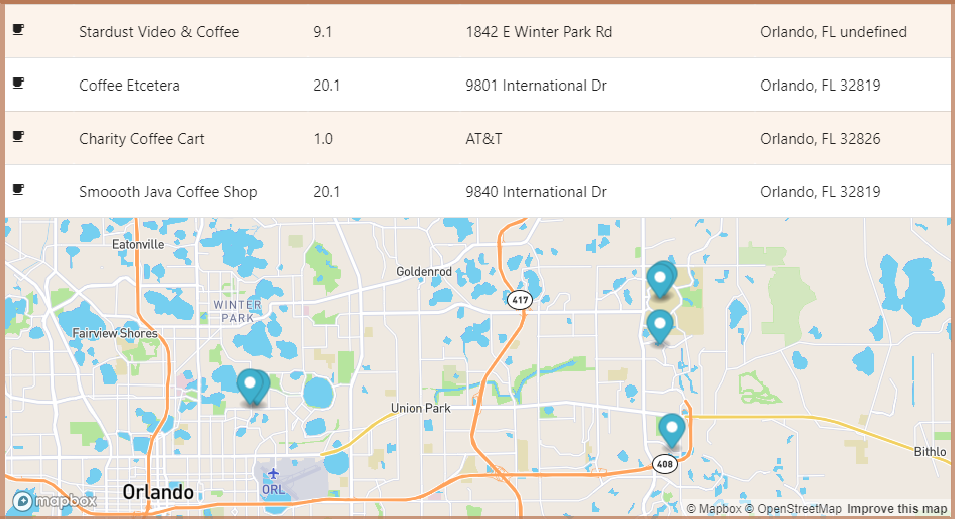 Stardust Video & Coffee 9.1 1842 E Winter Park Rd Orlando, FL undefined
Coffee Etcetera 20.1 9801 International Dr Orlando, FL 32819
Charity Coffee Cart 1.0 AT&T Orlando, FL 32826
Smoooth Java Coffee Shop 20.1 9840 International Dr Orlando, FL 32819
Eatonville
Goldenrod
417
WINTER
PARK
Fairview Shores
Union Park
Bithlo
408
ORL
Orlando
mapbox
© Mapbox © OpenStreetMap Improve this map